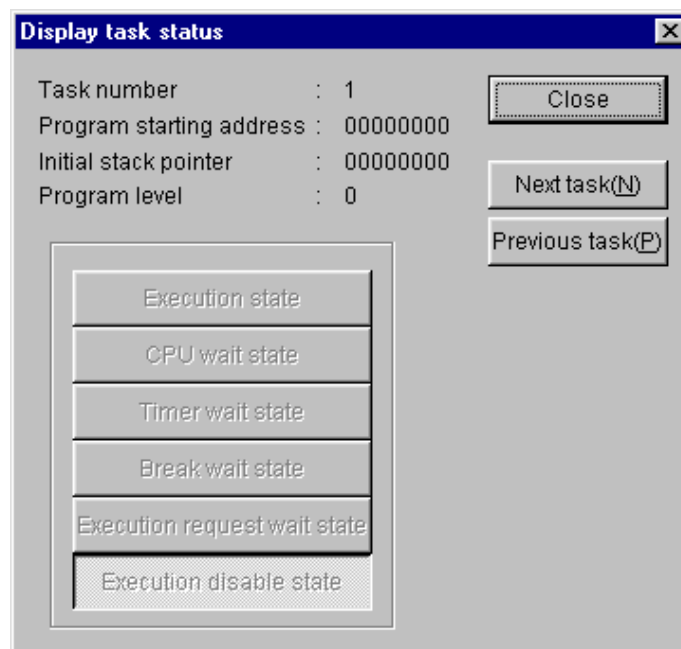 Display task status
Task number : 1
Program starting address : 00000000
Initial stack pointer : 00000000
Program level : 0
Close
Next task(N)
Previous task(P)
Execution state
CPU wait state
Timer wait state
Break wait state
Execution request wait state
Execution disable state